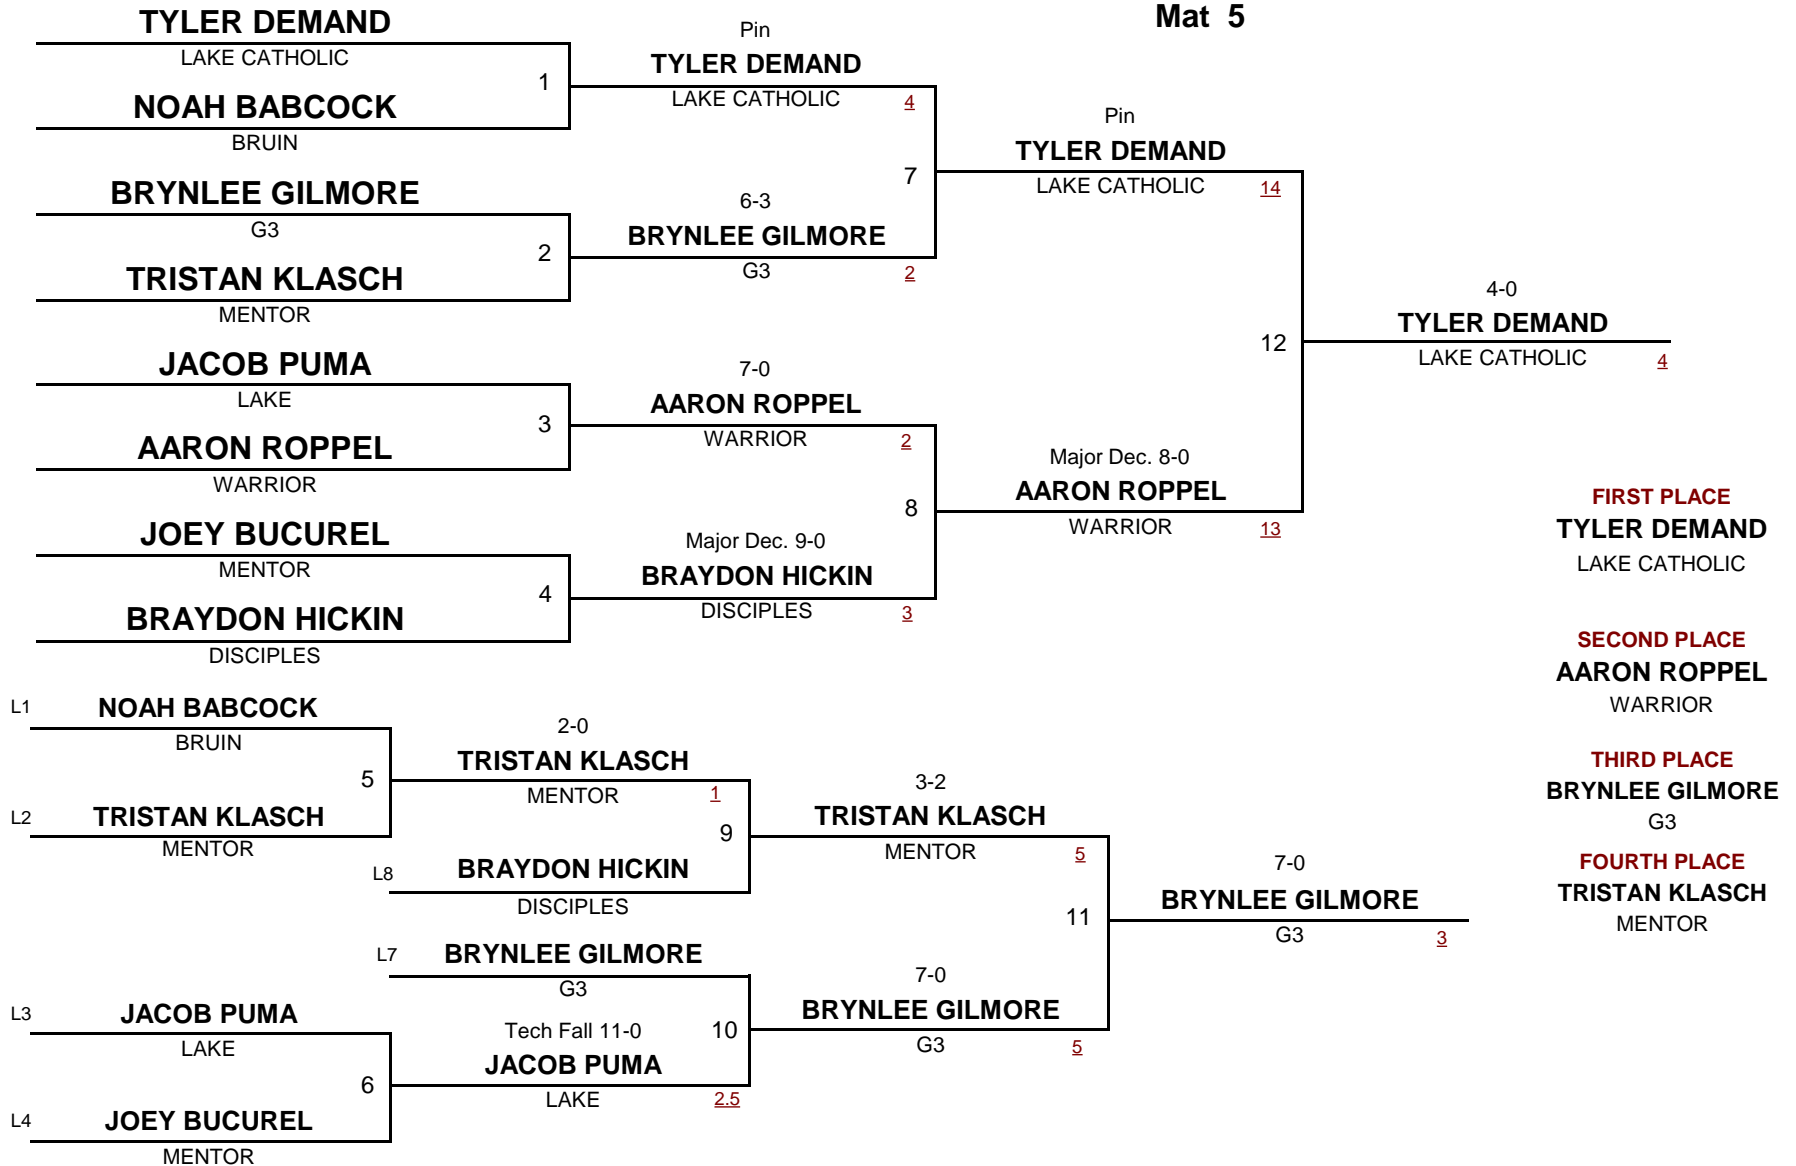 Mat 5
TYLER DEMAND
LAKE CATHOLIC
1
NOAH BABCOCK
BRUIN
BRYNLEE GILMORE
G3
2
TRISTAN KLASCH
MENTOR
JACOB PUMA
LAKE
3
AARON ROPPEL
WARRIOR
JOEY BUCUREL
MENTOR
4
BRAYDON HICKIN
DISCIPLES
Pin
TYLER DEMAND
LAKE CATHOLIC 4
7
6-3
BRYNLEE GILMORE
G3 2
7-0
AARON ROPPEL
WARRIOR 2
8
Major Dec. 9-0
BRAYDON HICKIN
DISCIPLES 3
Pin
TYLER DEMAND
LAKE CATHOLIC 14
12
Major Dec. 8-0
AARON ROPPEL
WARRIOR 13
4-0
TYLER DEMAND
LAKE CATHOLIC 4
L1 NOAH BABCOCK
BRUIN
5
L2 TRISTAN KLASCH
MENTOR
L3 JACOB PUMA
LAKE
6
L4 JOEY BUCUREL
MENTOR
2-0
TRISTAN KLASCH
MENTOR 1
9
L8 BRAYDON HICKIN
DISCIPLES
L7 BRYNLEE GILMORE
G3
Tech Fall 11-0 10
JACOB PUMA
LAKE 2.5
3-2
TRISTAN KLASCH
MENTOR 5
11
7-0
BRYNLEE GILMORE
G3 5
7-0
BRYNLEE GILMORE
G3 3
FIRST PLACE
TYLER DEMAND
LAKE CATHOLIC
SECOND PLACE
AARON ROPPEL
WARRIOR
THIRD PLACE
BRYNLEE GILMORE
G3
FOURTH PLACE
TRISTAN KLASCH
MENTOR